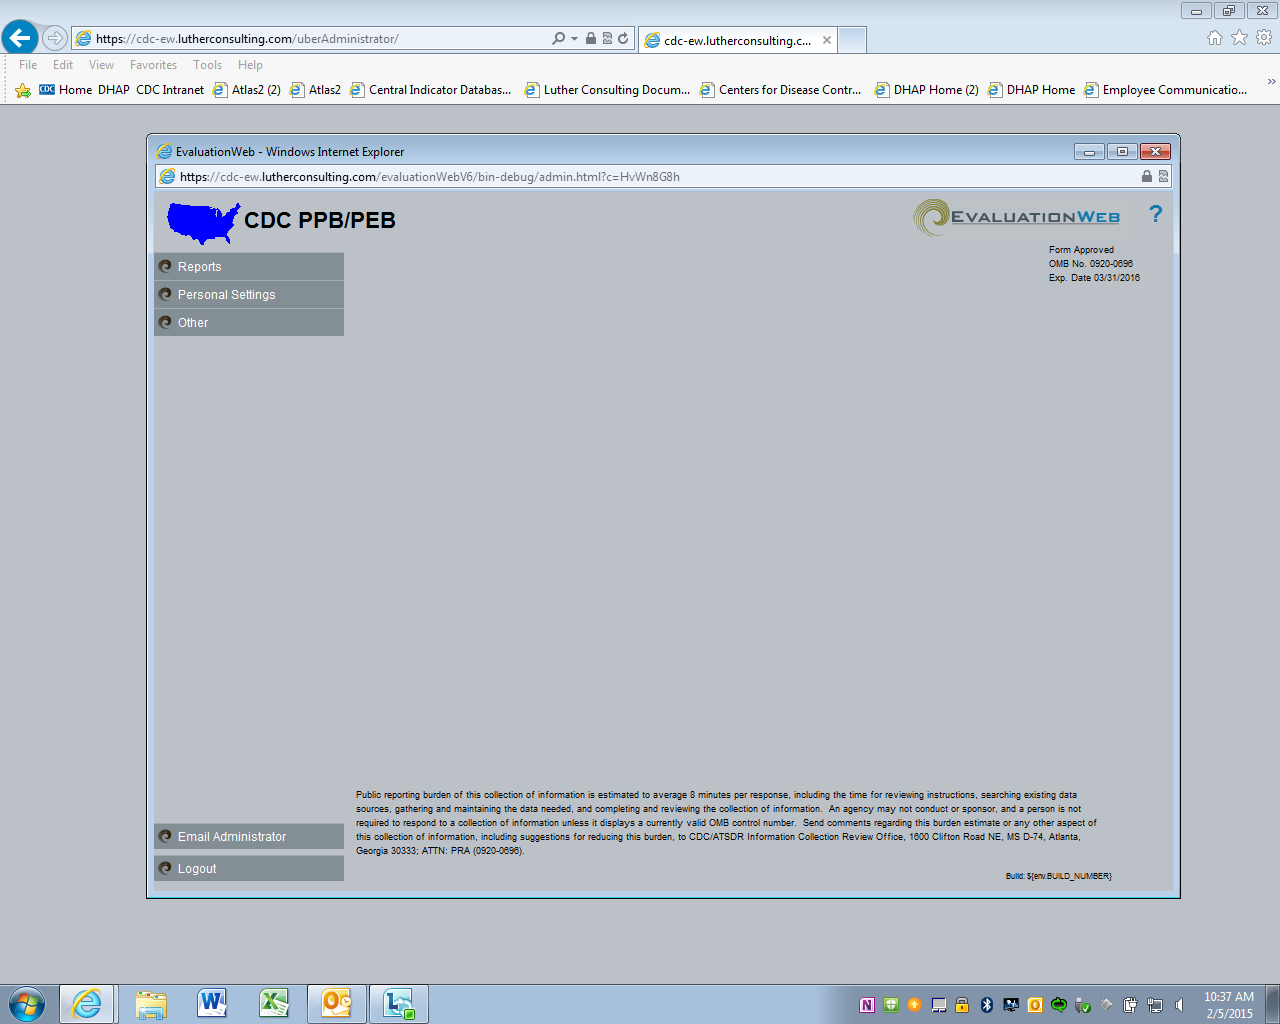 https://cdc-ew.lutherconsulting.com/uberAdministrator/
cdc-ew.lutherconsulting.c...
File Edit View Favorites Tools Help
CDC Home DHAP CDC Intranet Atlas2 (2) Atlas2 Central Indicator Databas... Luther Consulting Docum... Centers for Disease Contr... DHAP Home (2) DHAP Home Employee Communicatio... »
EvaluationWeb - Windows Internet Explorer
https://cdc-ew.lutherconsulting.com/evaluationWebV6/bin-debug/admin.html?c=HvWn8G8h
CDC PPB/PEB
EVALUATIONWEB ?
Form Approved
OMB No. 0920-0696
Exp. Date 03/31/2016
Reports
Personal Settings
Other
Public reporting burden of this collection of information is estimated to average 8 minutes per response, including the time for reviewing instructions, searching existing data
sources, gathering and maintaining the data needed, and completing and reviewing the collection of information. An agency may not conduct or sponsor, and a person is not
required to respond to a collection of information unless it displays a currently valid OMB control number. Send comments regarding this burden estimate or any other aspect of
this collection of information, including suggestions for reducing this burden, to CDC/ATSDR Information Collection Review Office, 1600 Clifton Road NE, MS D-74, Atlanta,
Georgia 30333; ATTN: PRA (0920-0696).
Email Administrator
Logout
Build: ${env.BUILD_NUMBER}
10:37 AM
2/5/2015